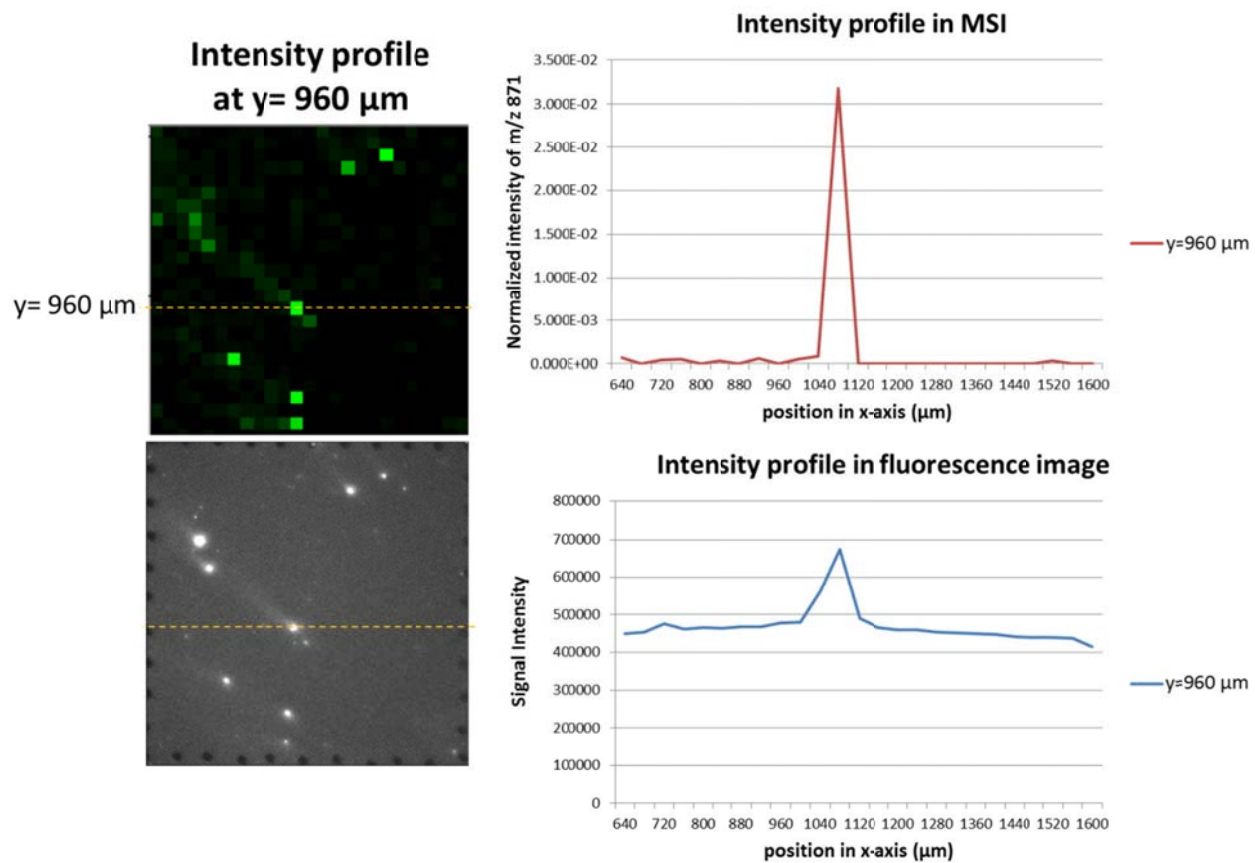 Intensity profile
at y= 960 µm
y= 960 µm
Intensity profile in MSI
3.500E-02
3.000E-02
2.500E-02
2.000E-02
1.500E-02
1.000E-02
5.000E-03
0.000E+00
Normalized intensity of m/z 871
640 720 800 880 960 1040 1120 1200 1280 1360 1440 1520 1600
position in x-axis (µm)
y=960 µm
Intensity profile in fluorescence image
800000
700000
600000
500000
400000
300000
200000
100000
0
Signal Intensity
640 720 800 880 960 1040 1120 1200 1280 1360 1440 1520 1600
position in x-axis (µm)
y=960 µm